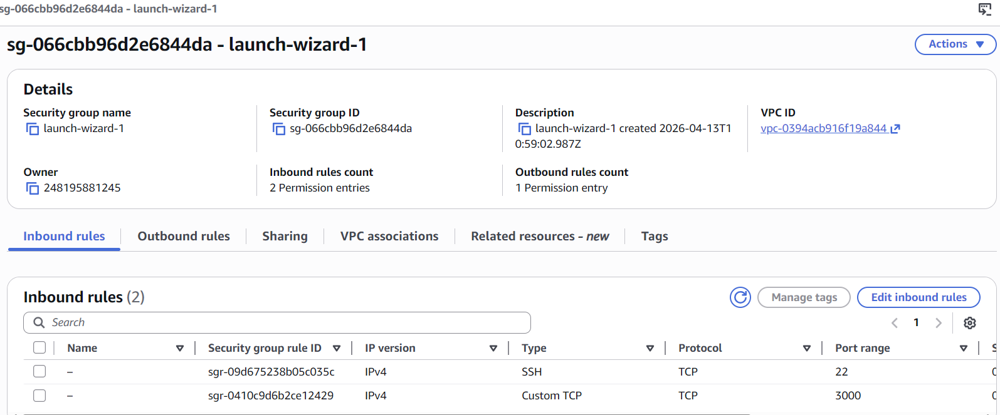 sg-066cbb96d2e6844da - launch-wizard-1
sg-066cbb96d2e6844da - launch-wizard-1
Actions
Details
Security group name
launch-wizard-1
Security group ID
sg-066cbb96d2e6844da
Description
launch-wizard-1 created 2026-04-13T1
0:59:02.987Z
VPC ID
vpc-0394acb916f19a844
Owner
248195881245
Inbound rules count
2 Permission entries
Outbound rules count
1 Permission entry
Inbound rules Outbound rules Sharing VPC associations Related resources - new Tags
Inbound rules (2)
Manage tags Edit inbound rules
Search
1
Name Security group rule ID IP version Type Protocol Port range
– sgr-09d675238b05c035c IPv4 SSH TCP 22
– sgr-0410c9d6b2ce12429 IPv4 Custom TCP TCP 3000